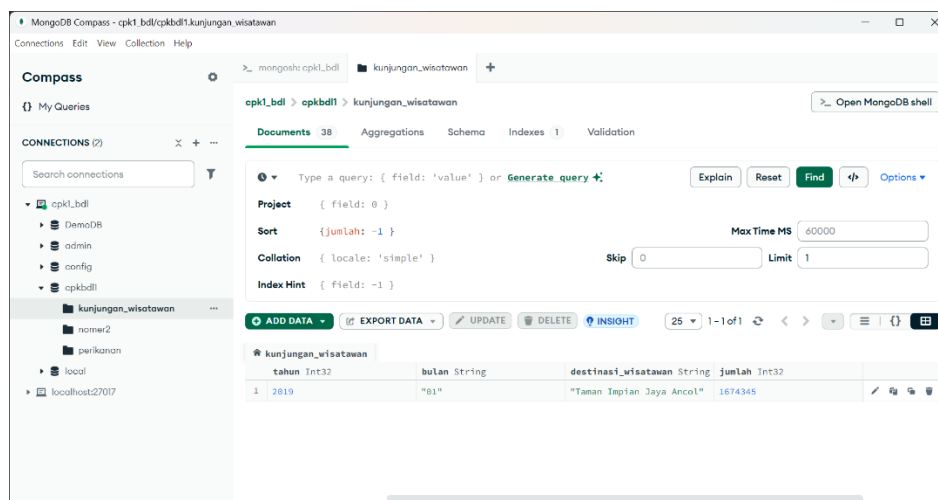 MongoDB Compass - cpk1_bdl/cpkbdl1.kunjungan_wisatawan
Connections Edit View Collection Help
Compass
{} My Queries
CONNECTIONS (2)
Search connections
cpk1_bdl
DemoDB
admin
config
cpkbdl1
kunjungan_wisatawan
nomer2
perikanan
local
localhost:27017
>_ mongosh: cpk1_bdl kunjungan_wisatawan +
cpk1_bdl > cpkbdl1 > kunjungan_wisatawan >_ Open MongoDB shell
Documents 38 Aggregations Schema Indexes 1 Validation
Type a query: { field: 'value' } or Generate query Explain Reset Find </> Options
Project { field: 0 }
Sort {jumlah: -1 } Max Time MS 60000
Collation { locale: 'simple' } Skip 0 Limit 1
Index Hint { field: -1 }
ADD DATA EXPORT DATA UPDATE DELETE INSIGHT 25 1-1 of 1 {}
kunjungan_wisatawan
tahun Int32 bulan String destinasi_wisatawan String jumlah Int32
1 2019 "01" "Taman Impian Jaya Ancol" 1674345